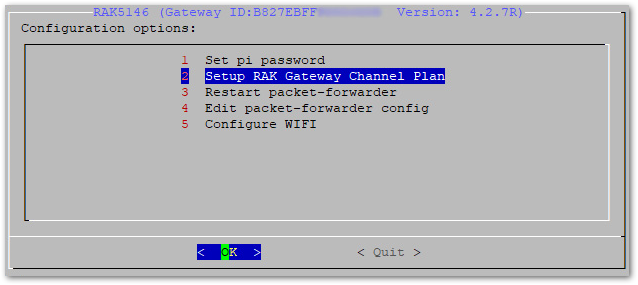 RAK5146 (Gateway ID:B827EBFF Version: 4.2.7R)
Configuration options:
1 Set pi password
2 Setup RAK Gateway Channel Plan
3 Restart packet-forwarder
4 Edit packet-forwarder config
5 Configure WIFI
< OK > < Quit >